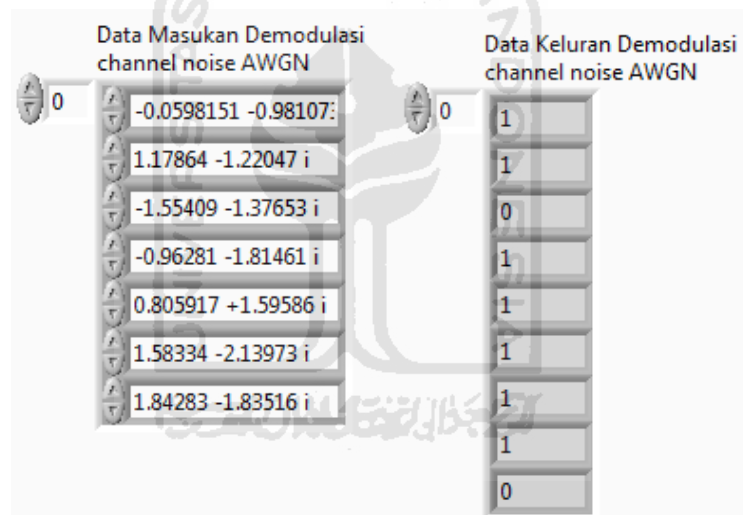 Data Masukan Demodulasi
channel noise AWGN
0
-0.0598151 -0.98107
1.17864 -1.22047 i
-1.55409 -1.37653 i
-0.96281 -1.81461 i
0.805917 +1.59586 i
1.58334 -2.13973 i
1.84283 -1.83516 i
Data Keluran Demodulasi
channel noise AWGN
0
1
1
0
1
1
1
1
1
0